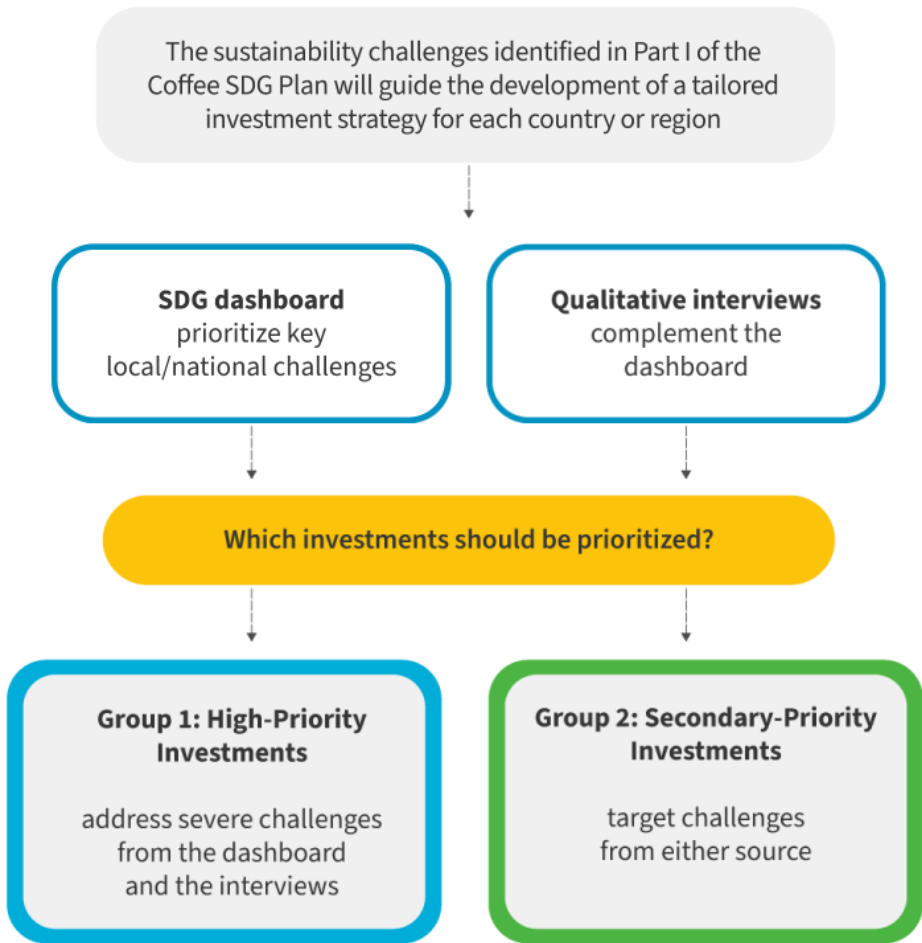 The sustainability challenges identified in Part I of the
Coffee SDG Plan will guide the development of a tailored
investment strategy for each country or region
SDG dashboard
prioritize key
local/national challenges
Qualitative interviews
complement the
dashboard
Which investments should be prioritized?
Group 1: High-Priority
Investments
address severe challenges
from the dashboard
and the interviews
Group 2: Secondary-Priority
Investments
target challenges
from either source